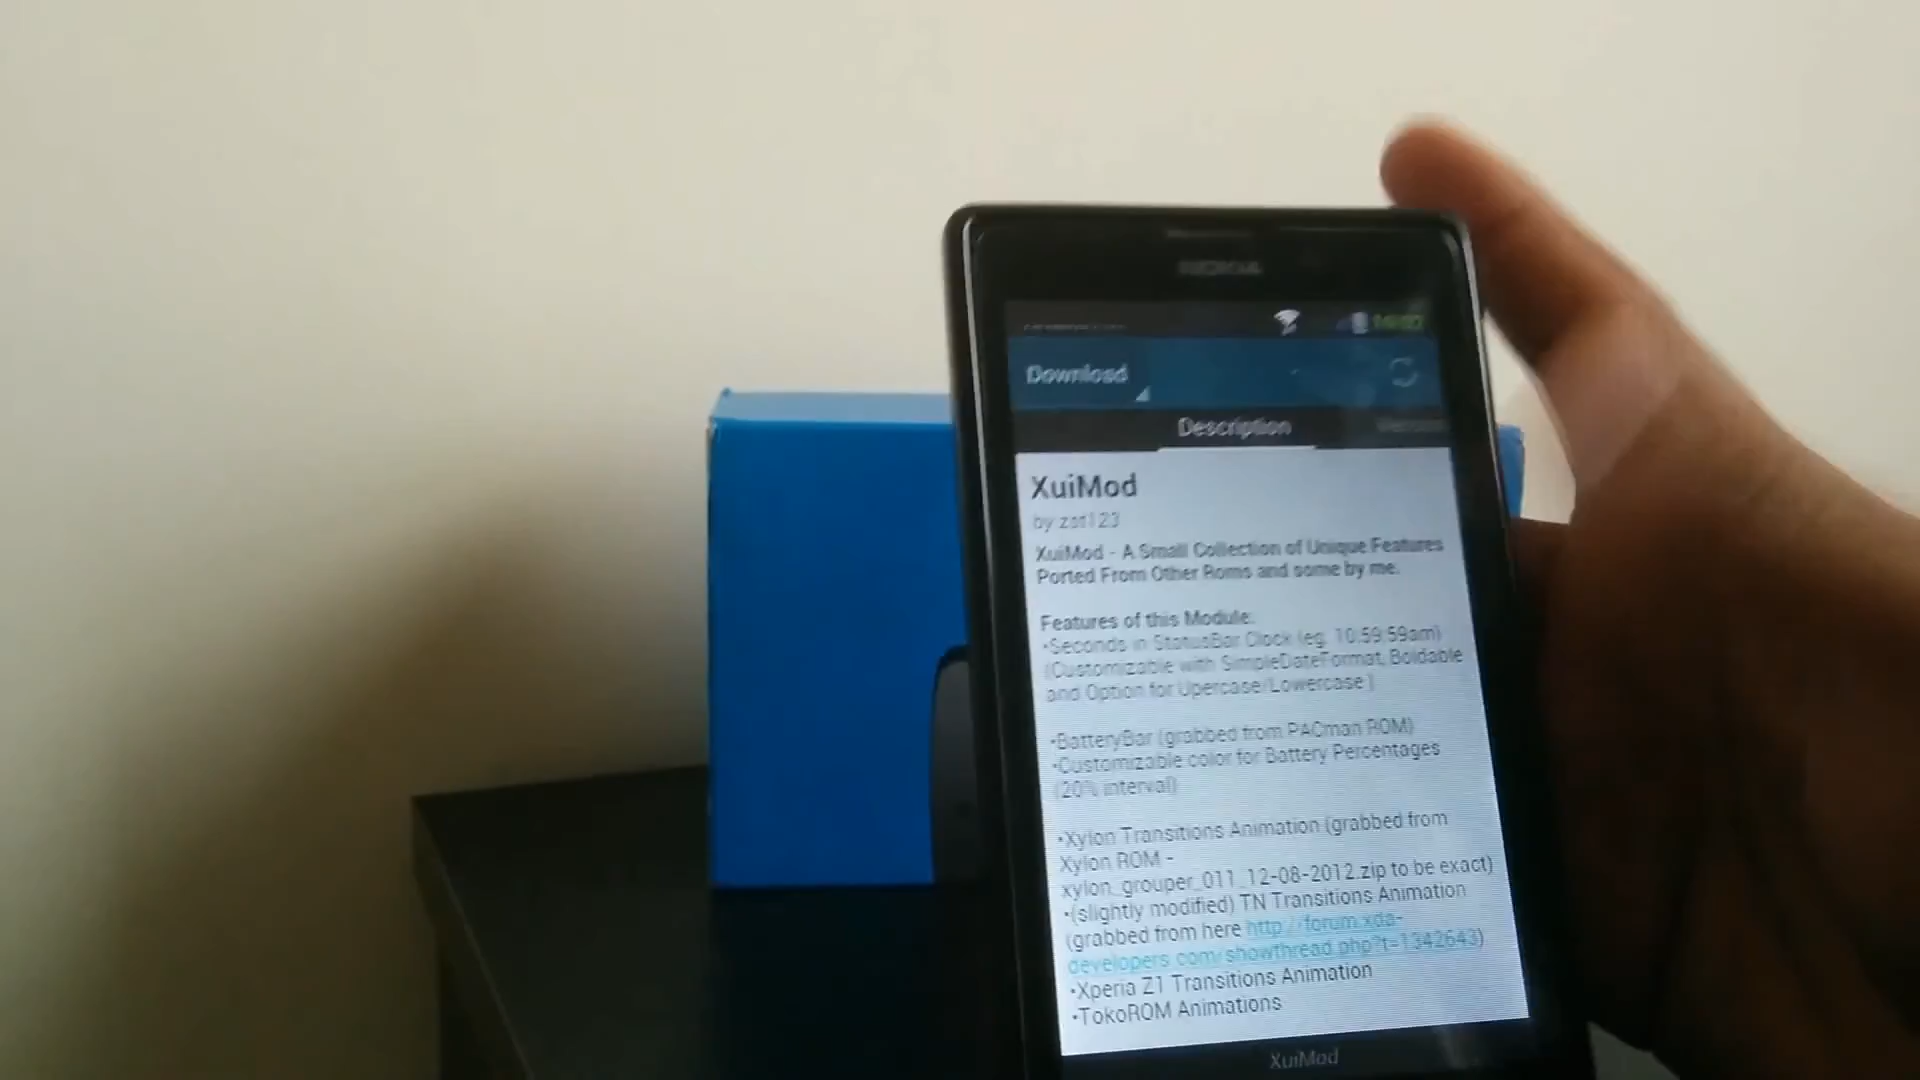 NOKIA
Download
Description
XuiMod
by zst123
XuiMod - A Small Collection of Unique Features
Ported From Other Roms and some by me.
Features of this Module:
•Seconds in StatusBar Clock (eg. 10:59:59am)
(Customizable with SimpleDateFormat, Boldable
and Option for Upercase/Lowercase )
•BatteryBar (grabbed from PACman ROM)
•Customizable color for Battery Percentages
(20% interval)
•Xylon Transitions Animation (grabbed from
Xylon ROM -
xylon_grouper_011_12-08-2012.zip to be exact)
•(slightly modified) TN Transitions Animation
(grabbed from here http://forum.xda-
developers.com/showthread.php?t=1342643)
•Xperia Z1 Transitions Animation
•TokoROM Animations
XuiMod